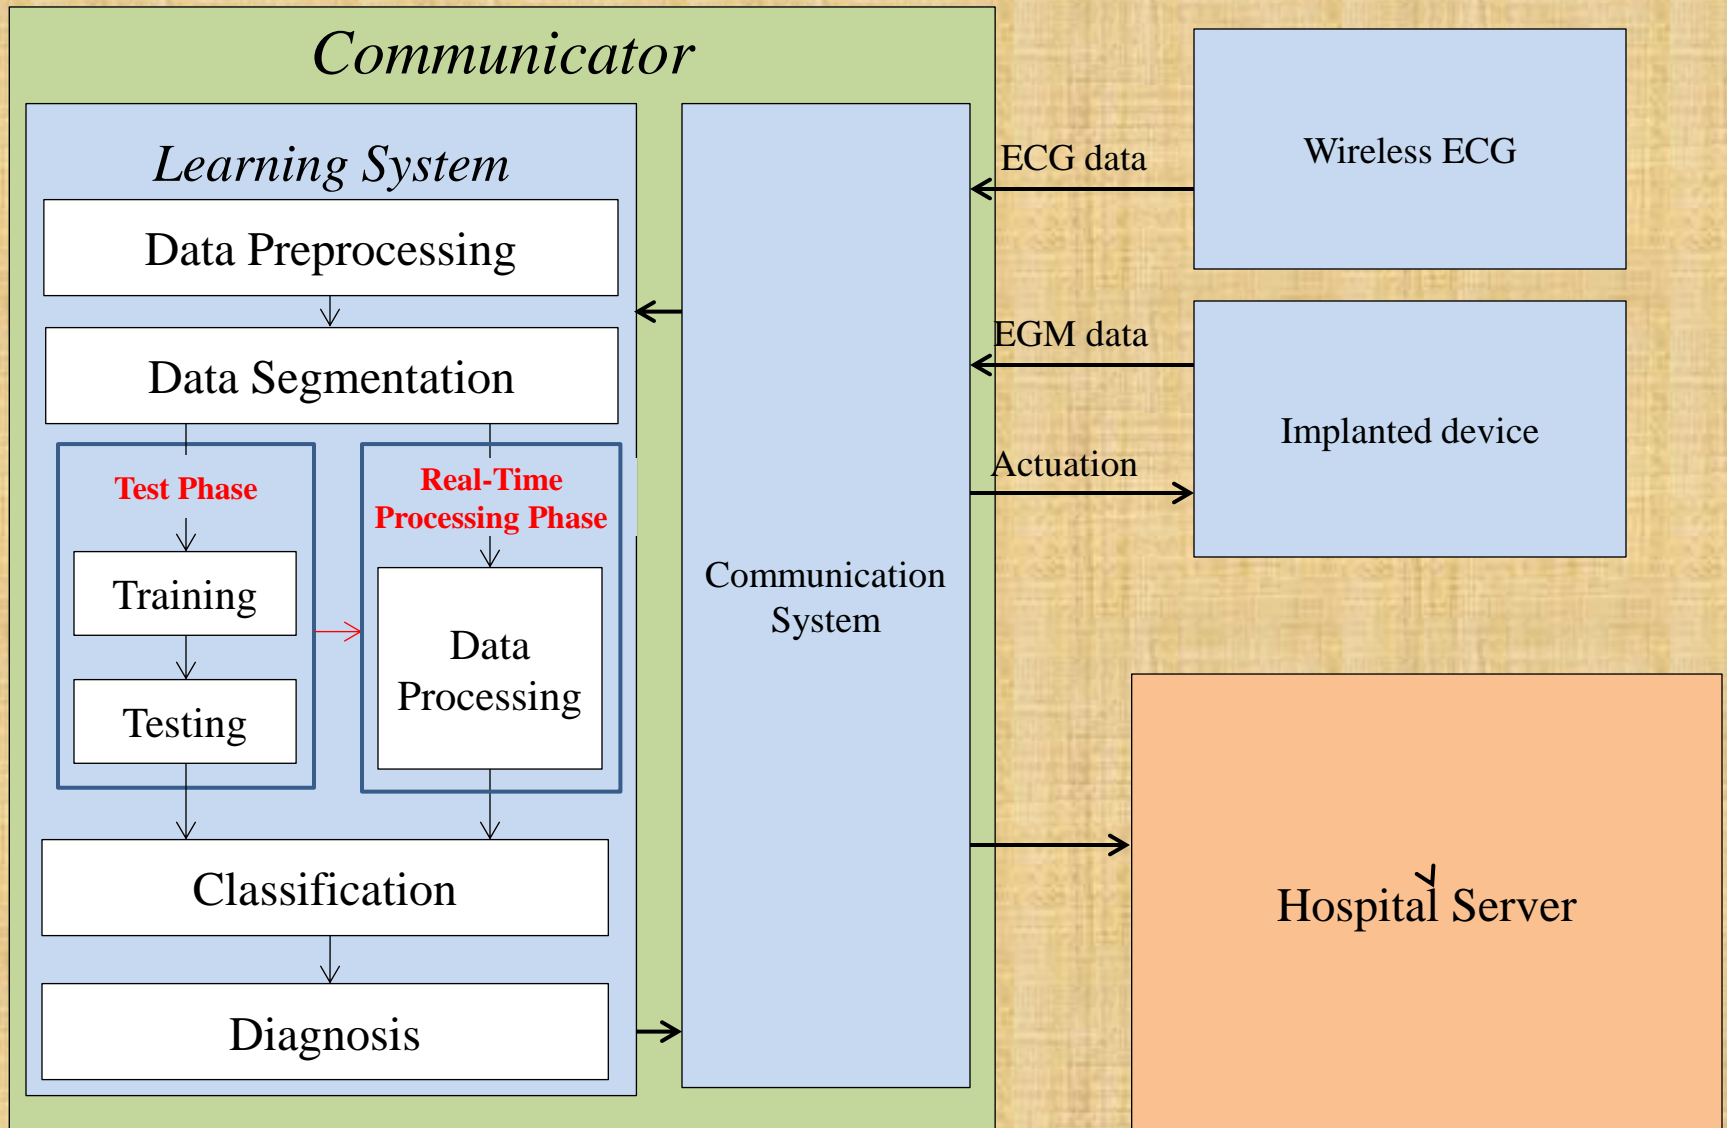 Communicator
Learning System
Data Preprocessing
Data Segmentation
Test Phase
Training
Testing
Real-Time
Processing Phase
Data
Processing
Classification
Diagnosis
Communication
System
ECG data
EGM data
Actuation
Wireless ECG
Implanted device
Hospital Server